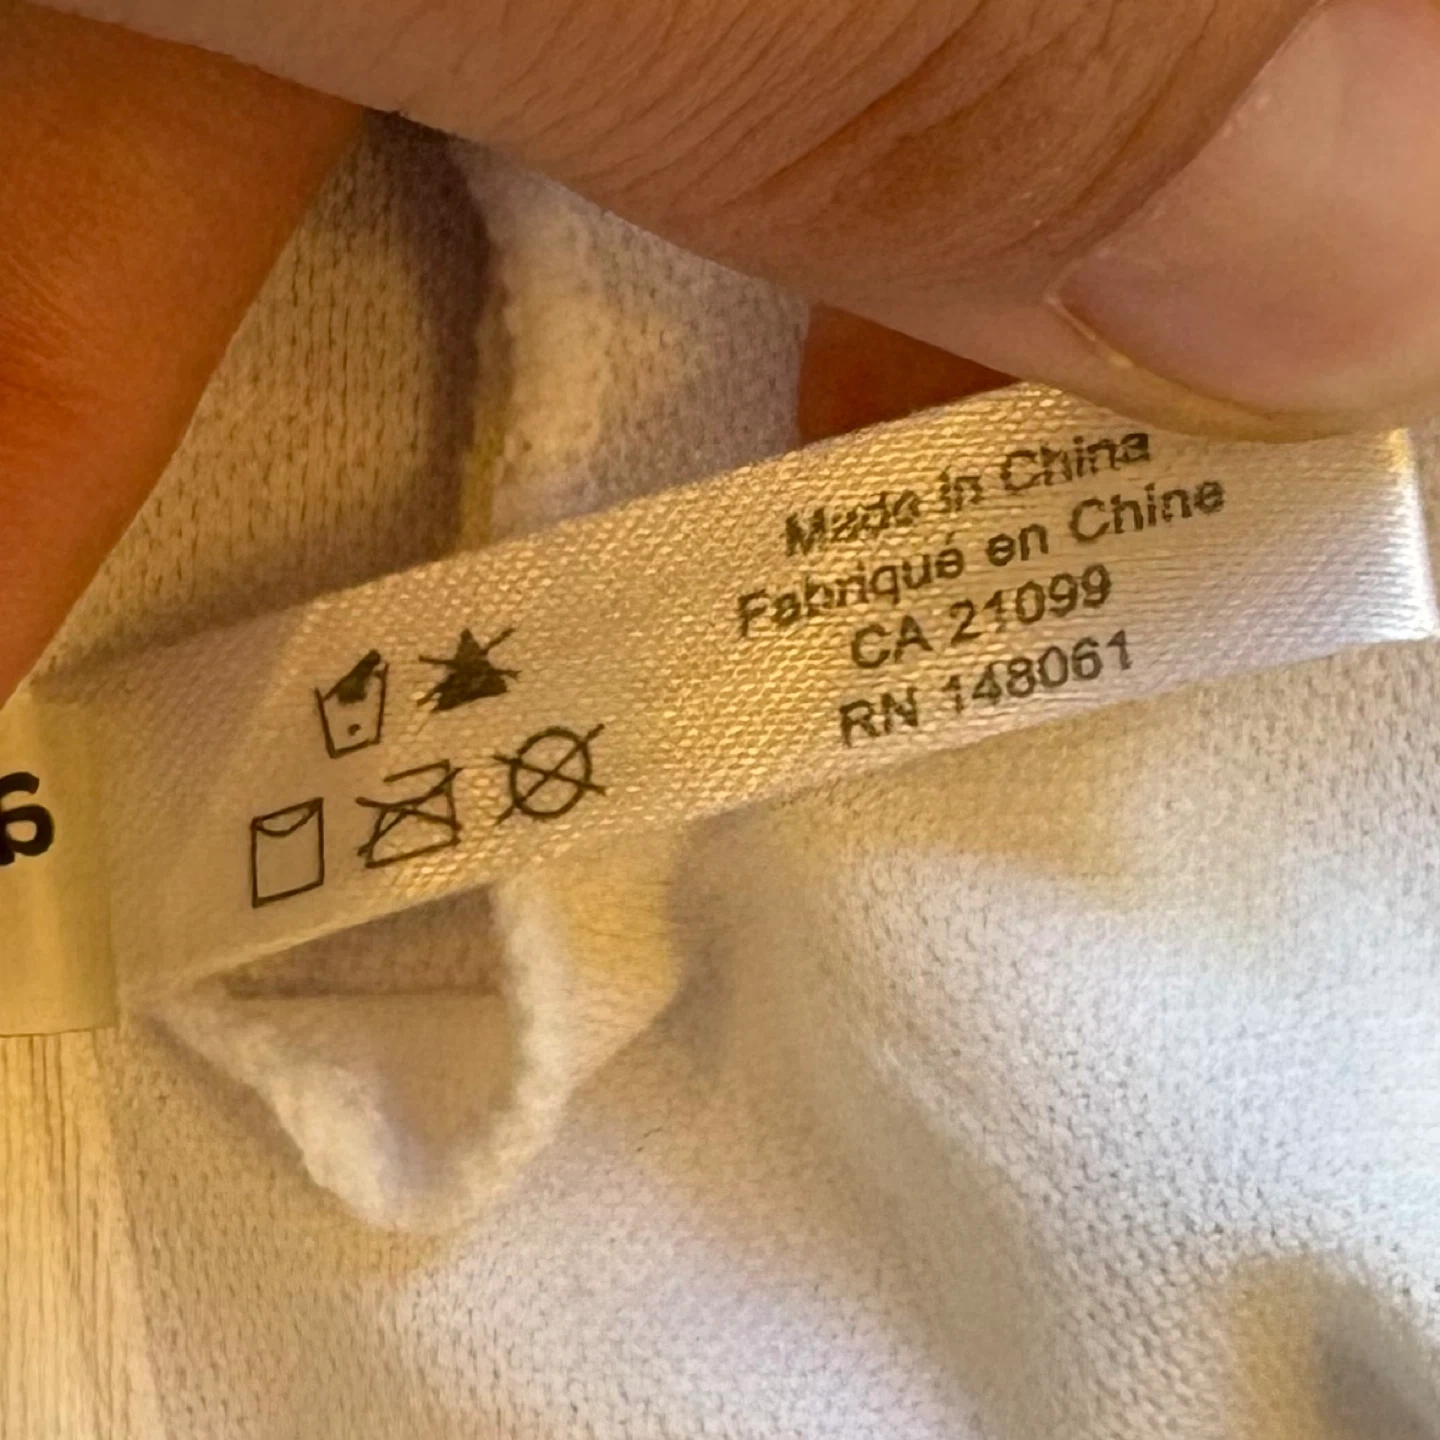 Made in China
Fabriqué en Chine
CA 21099
RN 148061